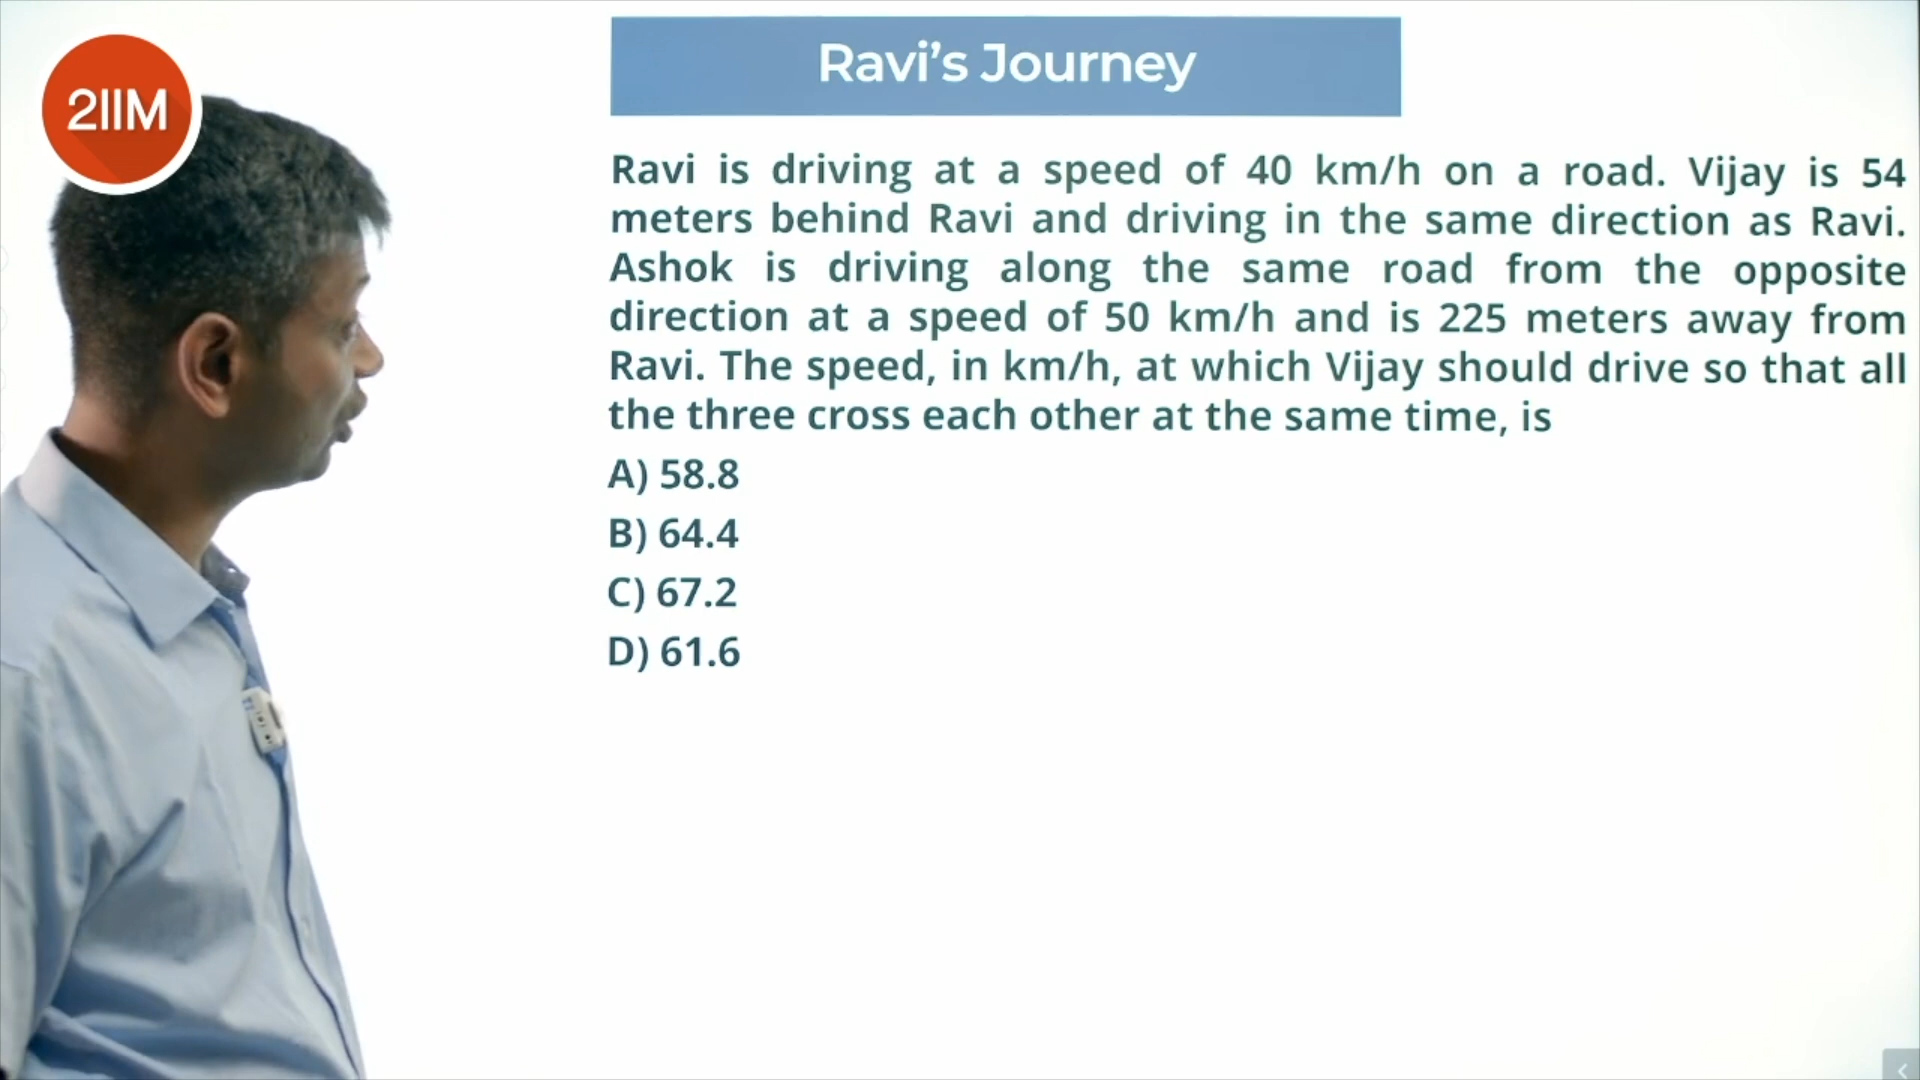 2IIM
Ravi's Journey
Ravi is driving at a speed of 40 km/h on a road. Vijay is 54
meters behind Ravi and driving in the same direction as Ravi.
Ashok is driving along the same road from the opposite
direction at a speed of 50 km/h and is 225 meters away from
Ravi. The speed, in km/h, at which Vijay should drive so that all
the three cross each other at the same time, is
A) 58.8
B) 64.4
C) 67.2
D) 61.6